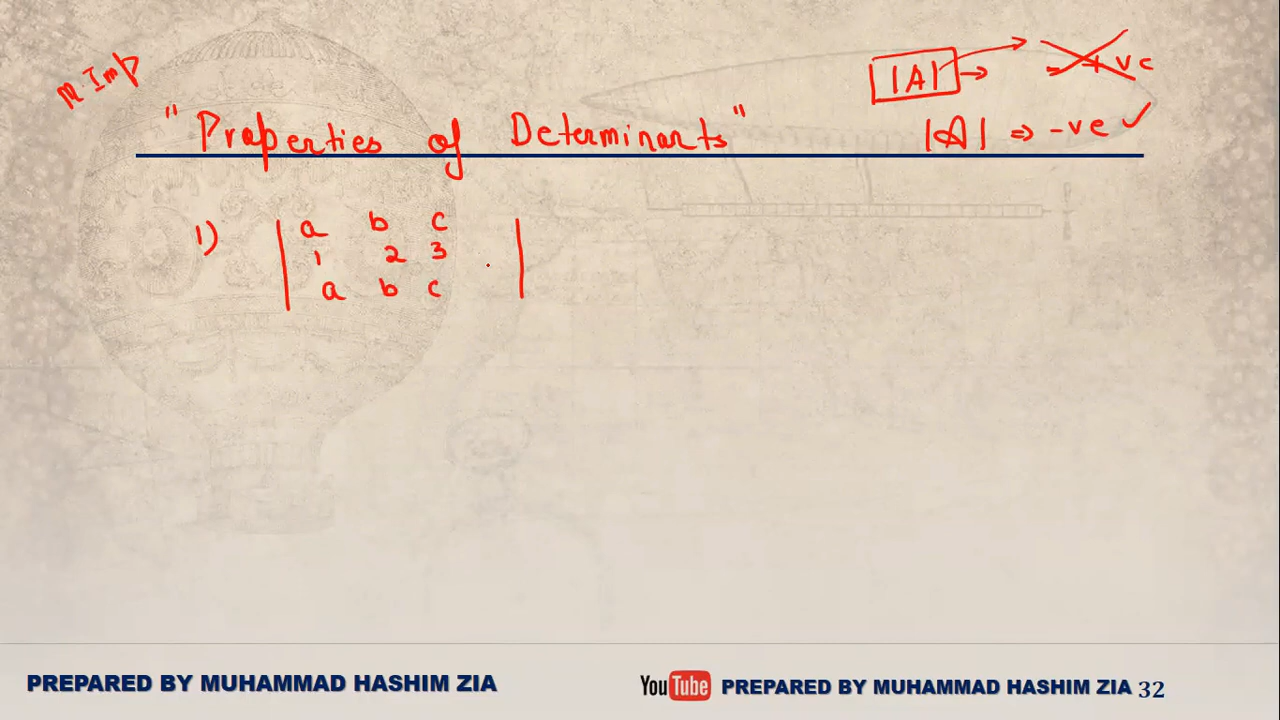 M Imp
|A| → - + ve
"Properties of Determinants"
|A| ⇒ -ve ✓
1) | a b c |
1 2 3
a b c
PREPARED BY MUHAMMAD HASHIM ZIA
YouTube PREPARED BY MUHAMMAD HASHIM ZIA 32